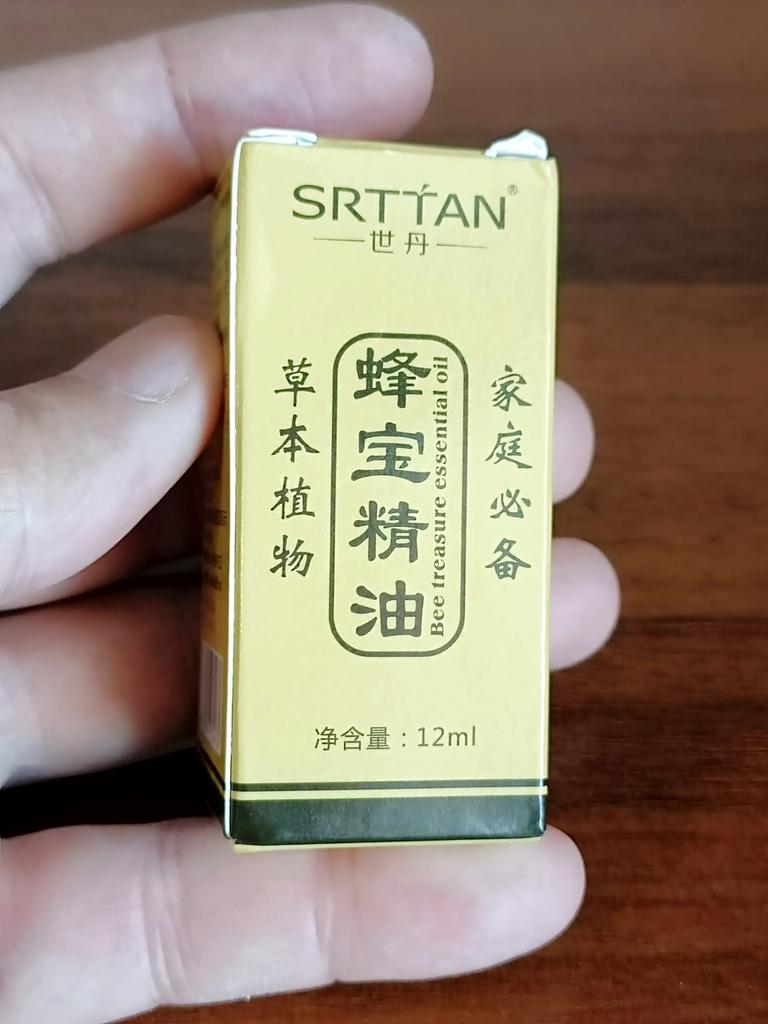 SRTTAN®
世丹
草本植物
蜂宝精油
Bee treasure essential oil
家庭必备
净含量：12ml